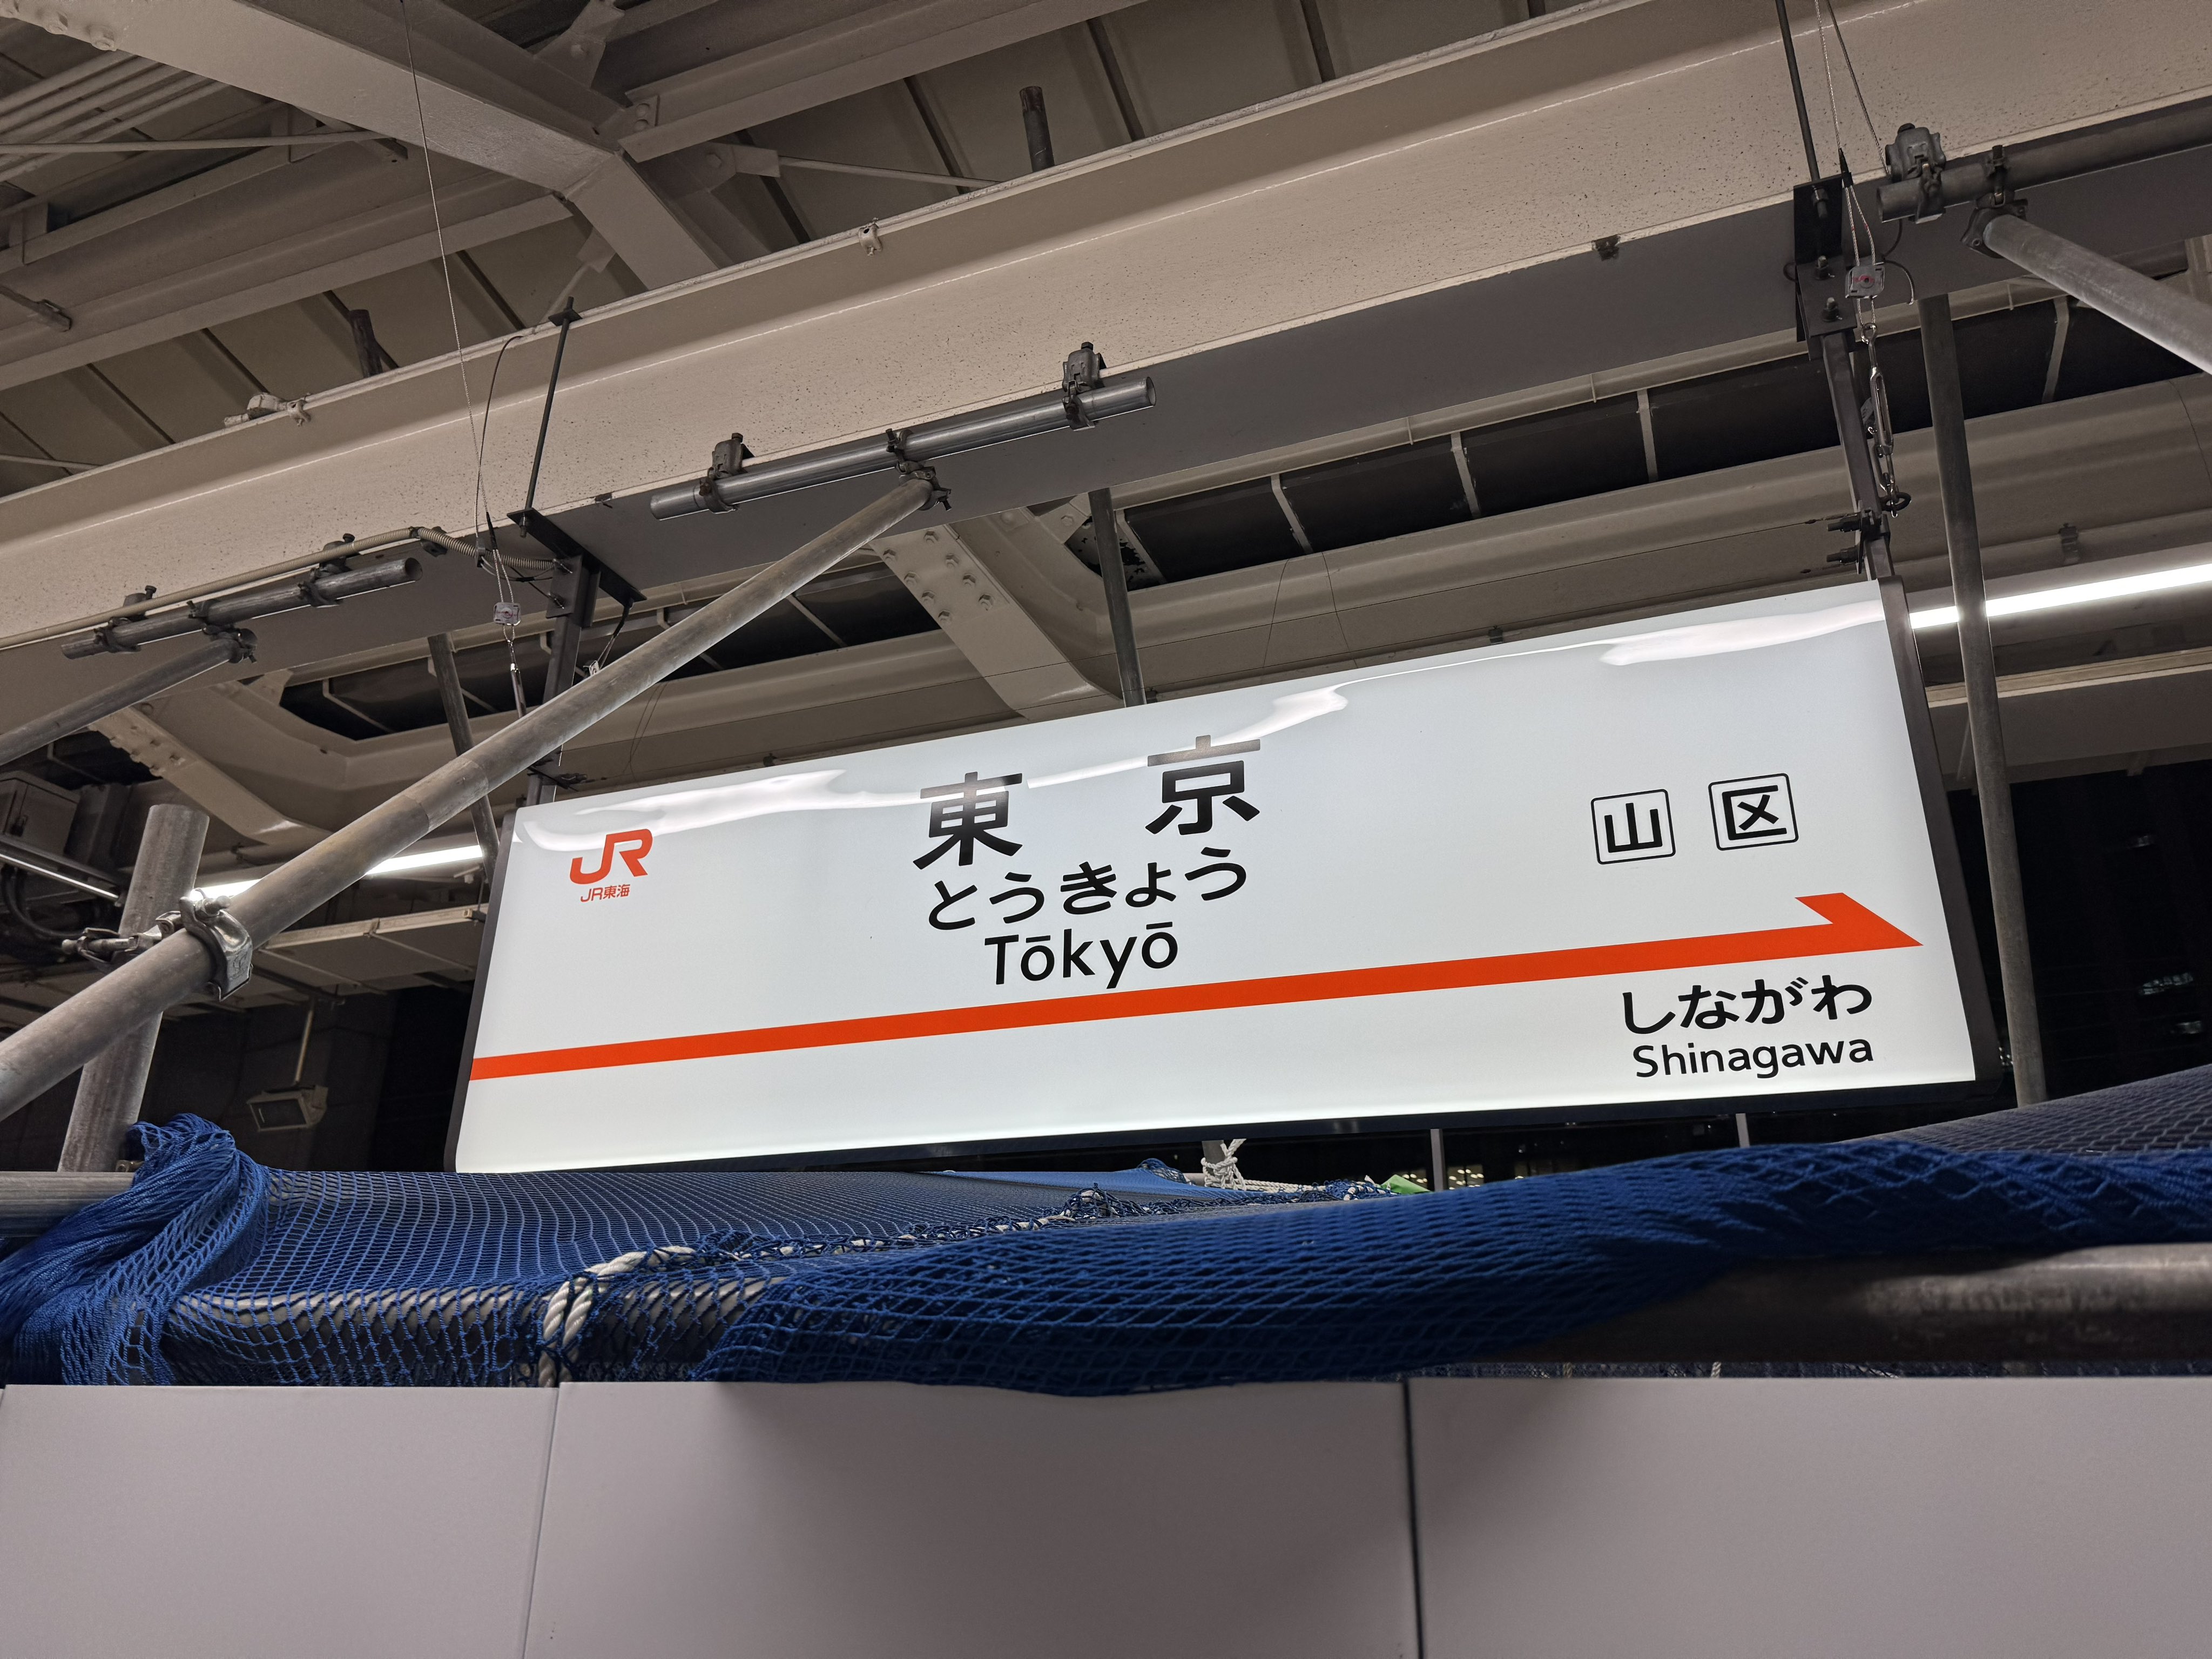 JR
JR東海
東京
とうきょう
Tōkyō
山 区
しながわ
Shinagawa